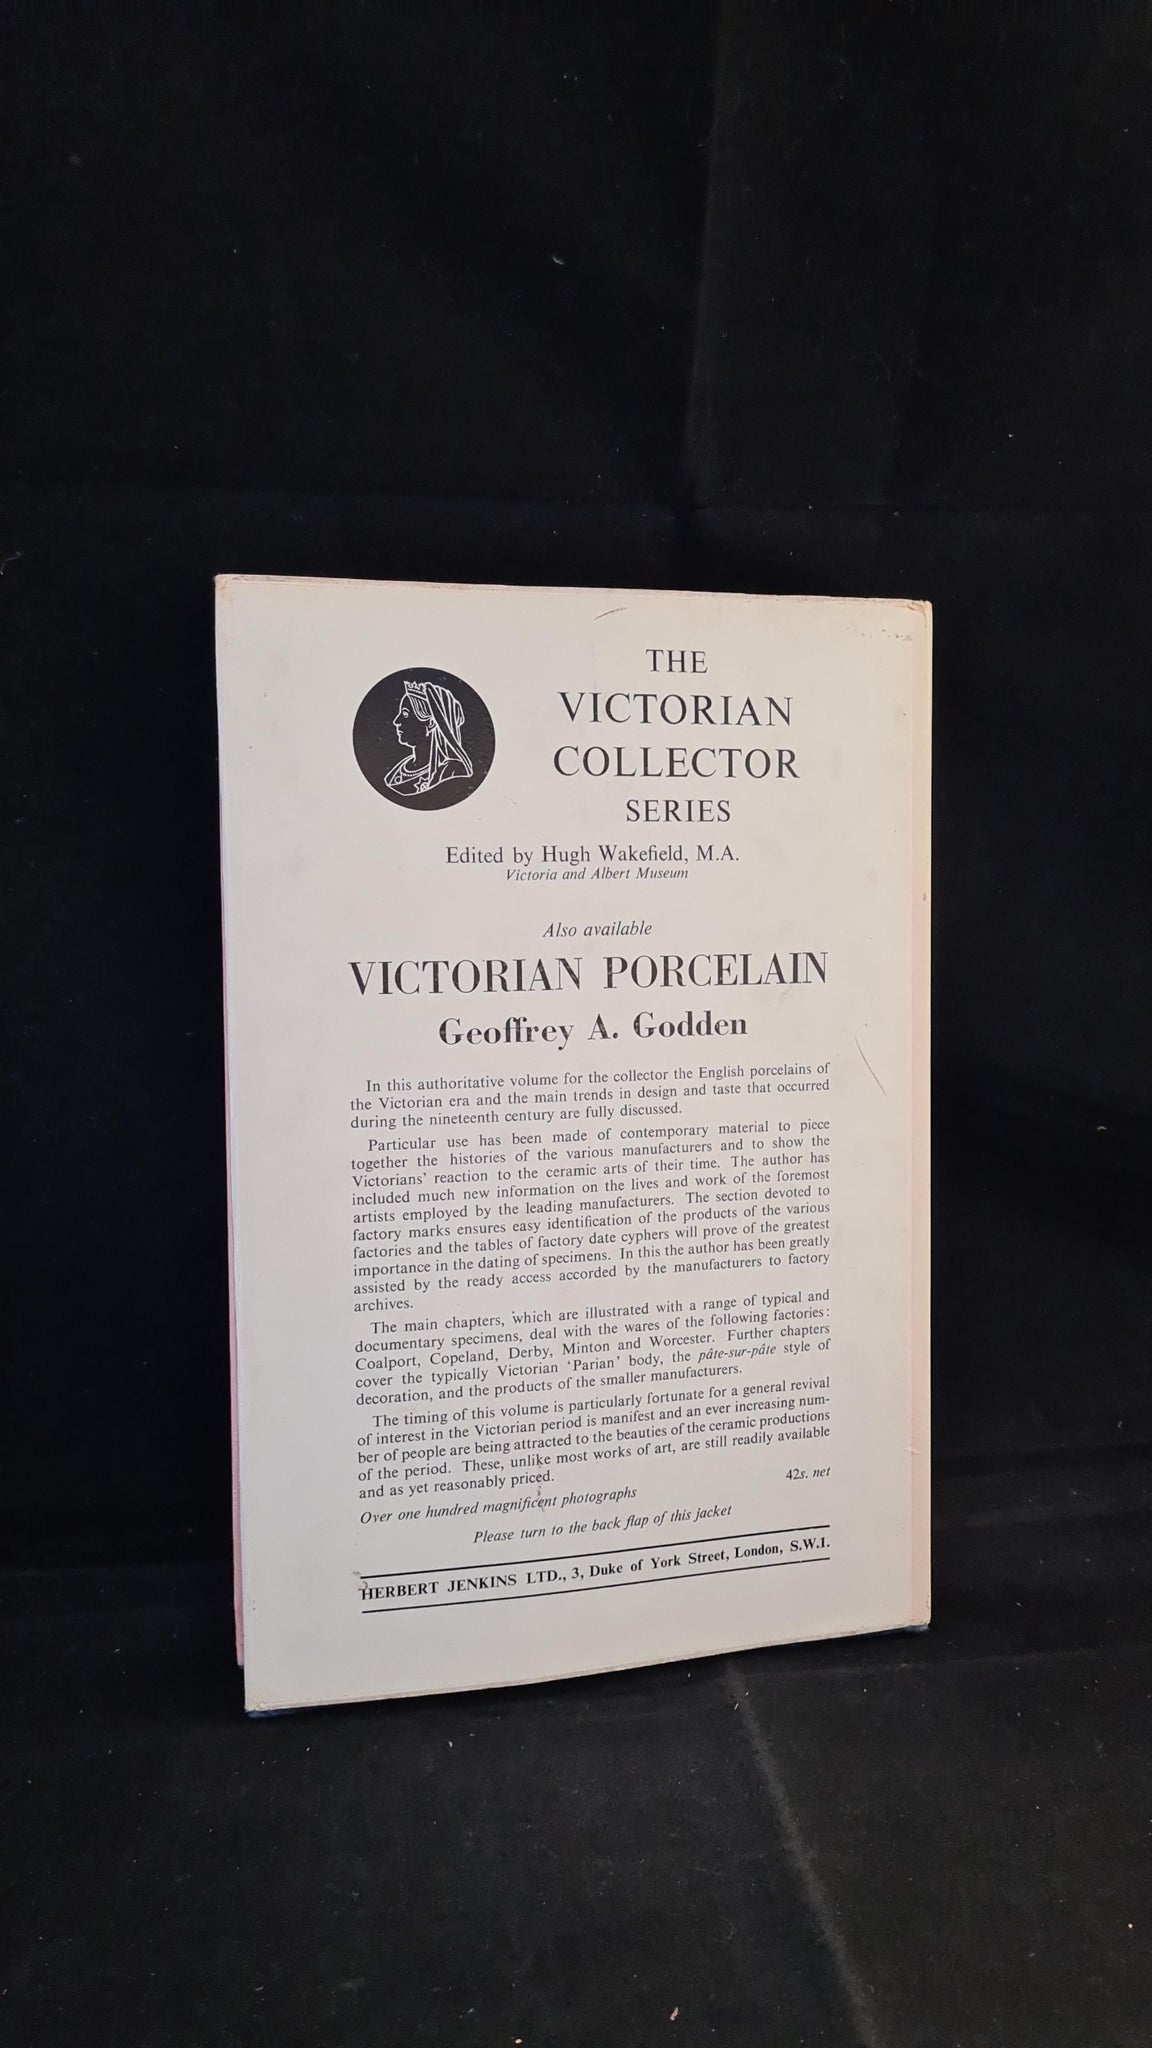 THE
VICTORIAN
COLLECTOR
SERIES
Edited by Hugh Wakefield, M.A.
Victoria and Albert Museum
Also available
VICTORIAN PORCELAIN
Geoffrey A. Godden
In this authoritative volume for the collector the English porcelains of
the Victorian era and the main trends in design and taste that occurred
during the nineteenth century are fully discussed.
Particular use has been made of contemporary material to piece
together the histories of the various manufacturers and to show the
Victorians' reaction to the ceramic arts of their time. The author has
included much new information on the lives and work of the foremost
artists employed by the leading manufacturers. The section devoted to
factory marks ensures easy identification of the products of the various
factories and the tables of factory date cyphers will prove of the greatest
importance in the dating of specimens. In this the author has been greatly
assisted by the ready access accorded by the manufacturers to factory
archives.
The main chapters, which are illustrated with a range of typical and
documentary specimens, deal with the wares of the following factories:
Coalport, Copeland, Derby, Minton and Worcester. Further chapters
cover the typically Victorian 'Parian' body, the pâte-sur-pâte style of
decoration, and the products of the smaller manufacturers.
The timing of this volume is particularly fortunate for a general revival
of interest in the Victorian period is manifest and an ever increasing num-
ber of people are being attracted to the beauties of the ceramic productions
of the period. These, unlike most works of art, are still readily available
and as yet reasonably priced.
42s. net
Over one hundred magnificent photographs
Please turn to the back flap of this jacket
HERBERT JENKINS LTD., 3, Duke of York Street, London, S.W.1.